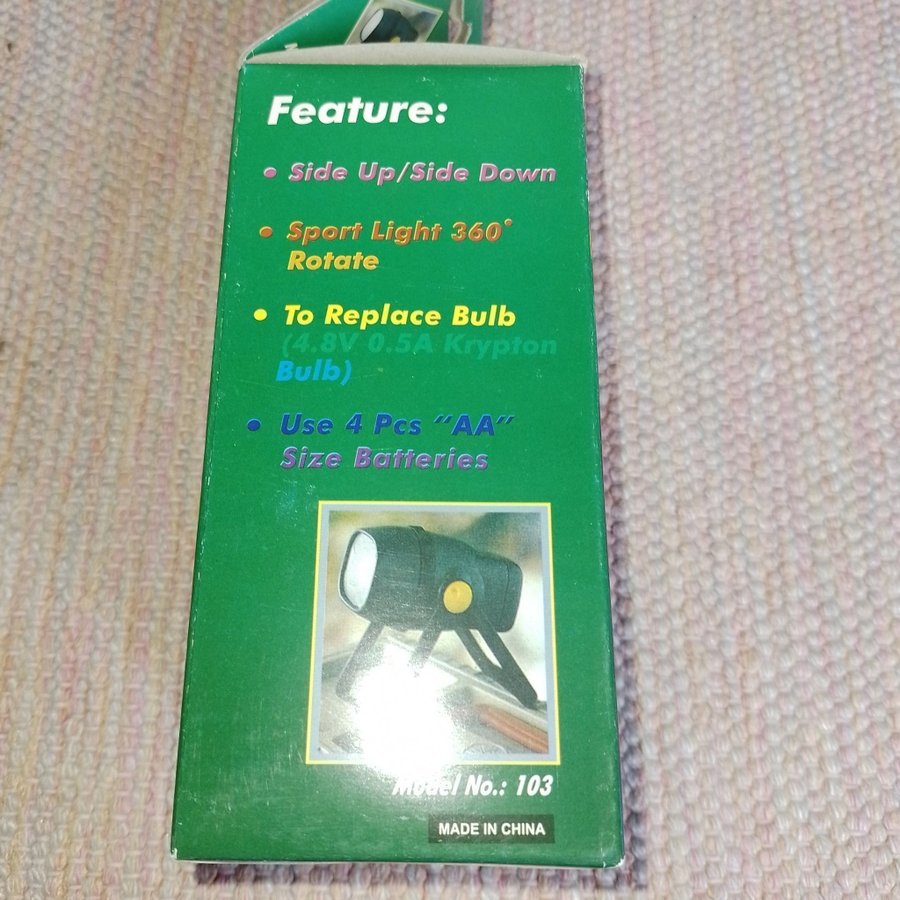 Feature:
• Side Up/Side Down
• Sport Light 360°
Rotate
• To Replace Bulb
(4.8V 0.5A Krypton
Bulb)
• Use 4 Pcs "AA"
Size Batteries
Model No.: 103
MADE IN CHINA